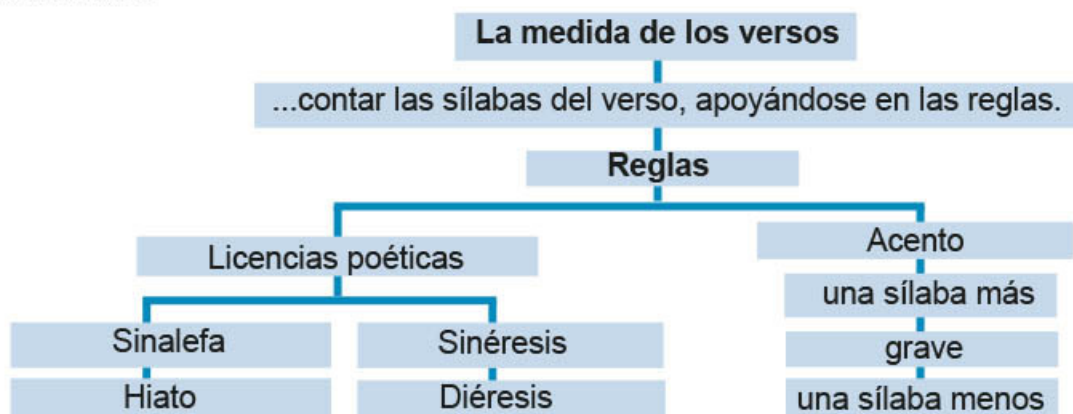 La medida de los versos
...contar las sílabas del verso, apoyándose en las reglas.
Reglas
Licencias poéticas
Acento
Sinalefa
Sinéresis
una sílaba más
Hiato
Diéresis
grave
una sílaba menos